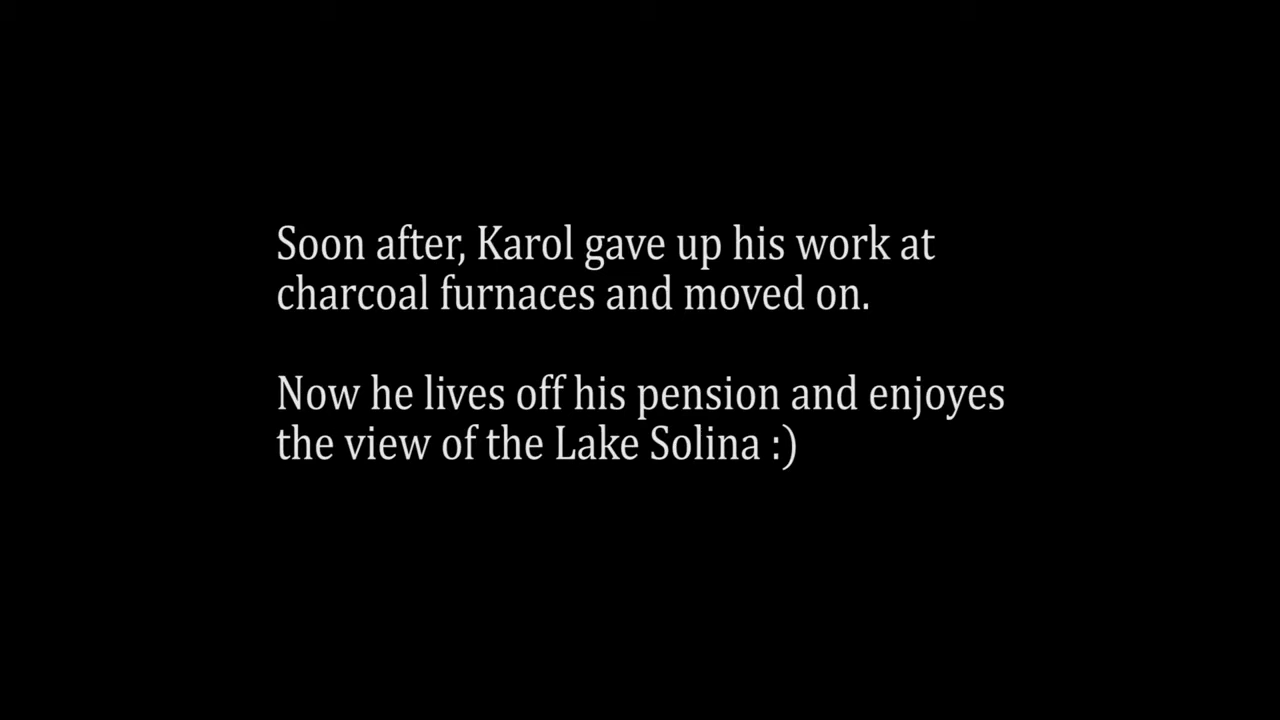 Soon after, Karol gave up his work at
charcoal furnaces and moved on.
Now he lives off his pension and enjoyes
the view of the Lake Solina :)